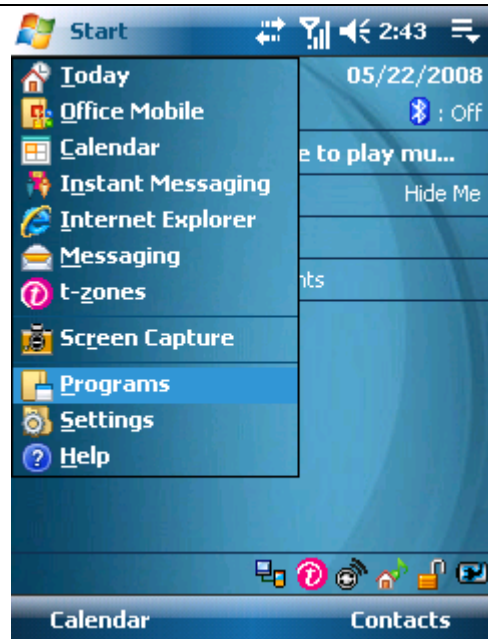 Start 2:43
Today 05/22/2008
Office Mobile : Off
Calendar e to play mu...
Instant Messaging Hide Me
Internet Explorer
Messaging
t-zones nts
Screen Capture
Programs
Settings
Help
Calendar Contacts